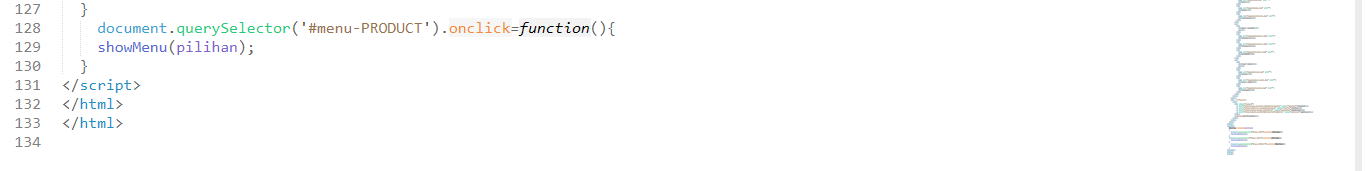 127 }
128 document.querySelector('#menu-PRODUCT').onclick=function(){
129 showMenu(pilihan);
130 }
131 </script>
132 </html>
133 </html>
134